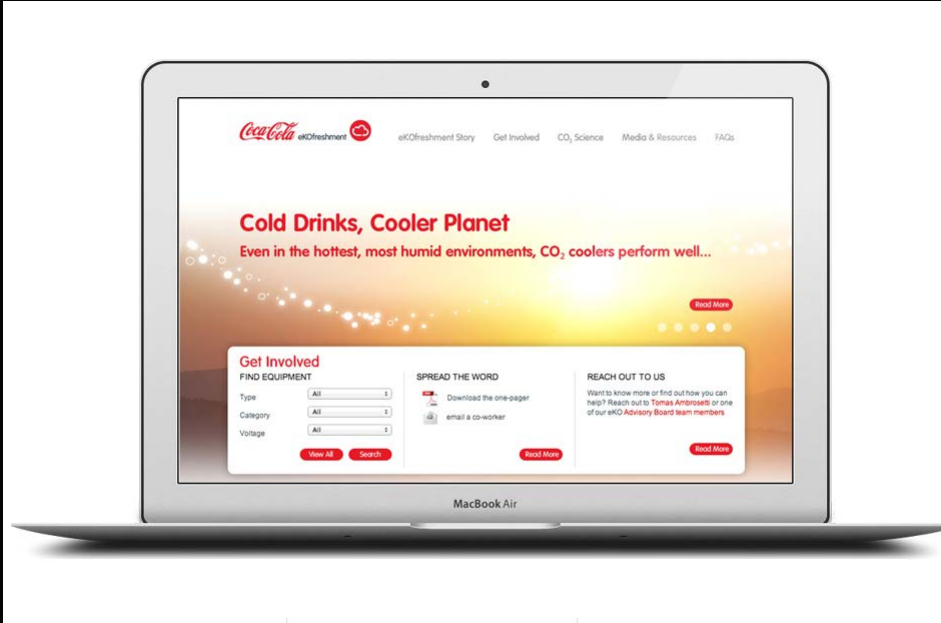 Coca-Cola eKOfreshment
eKOfreshment Story Get Involved CO₂ Science Media & Resources FAQs
Cold Drinks, Cooler Planet
Even in the hottest, most humid environments, CO₂ coolers perform well...
Read More
Get Involved
FIND EQUIPMENT
Type All
Category All
Voltage All
View All Search
SPREAD THE WORD
Download the one-pager
email a co-worker
Read More
REACH OUT TO US
Want to know more or find out how you can
help? Reach out to Tomas Ambrosetti or one
of our eKO Advisory Board team members
Read More
MacBook Air